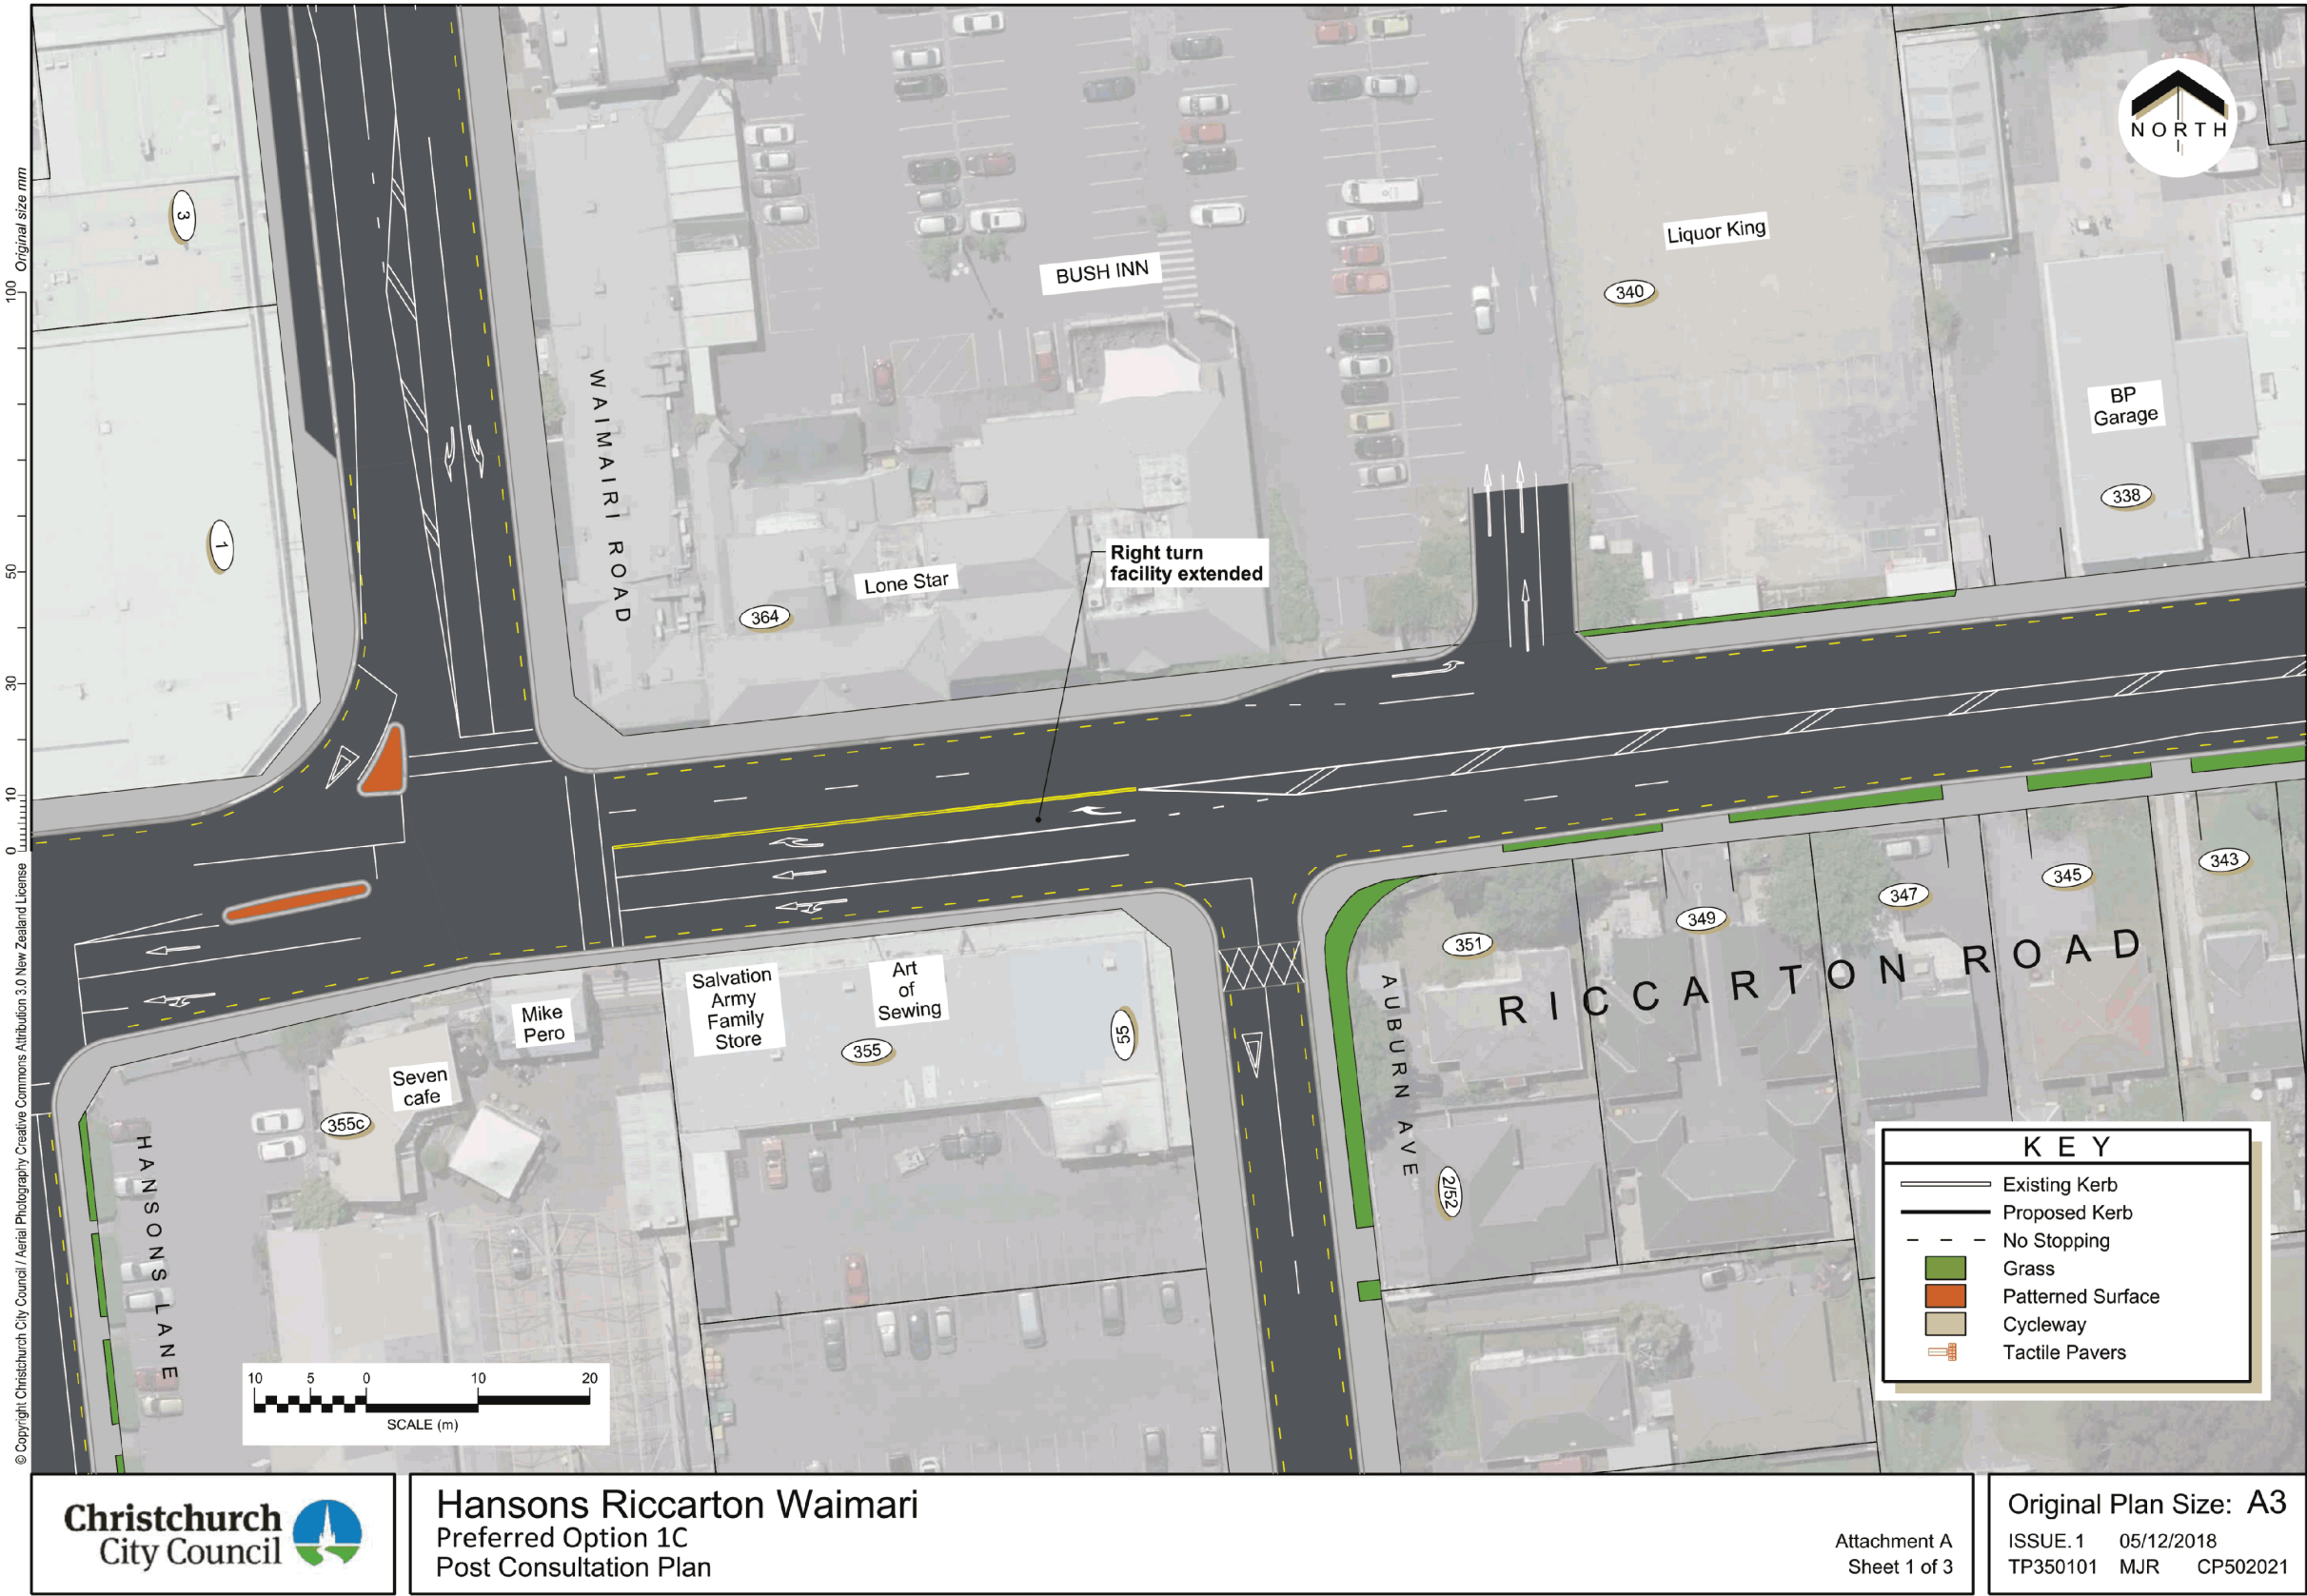 Original size mm
100
50
30
10
0
© Copyright Christchurch City Council / Aerial Photography Creative Commons Attribution 3.0 New Zealand License
NORTH
3
1
WAIMAIRI ROAD
BUSH INN
Liquor King
340
BP
Garage
338
Lone Star
364
Right turn
facility extended
351
349
347
345
343
RICCARTON ROAD
AUBURN AVE
2/52
Salvation
Army
Family
Store
Art
of
Sewing
355
55
Mike
Pero
Seven
cafe
355c
HANSONS LANE
10 5 0 10 20
SCALE (m)
KEY
Existing Kerb
Proposed Kerb
No Stopping
Grass
Patterned Surface
Cycleway
Tactile Pavers
Christchurch
City Council
Hansons Riccarton Waimari
Preferred Option 1C
Post Consultation Plan
Attachment A
Sheet 1 of 3
Original Plan Size: A3
ISSUE.1 05/12/2018
TP350101 MJR CP502021